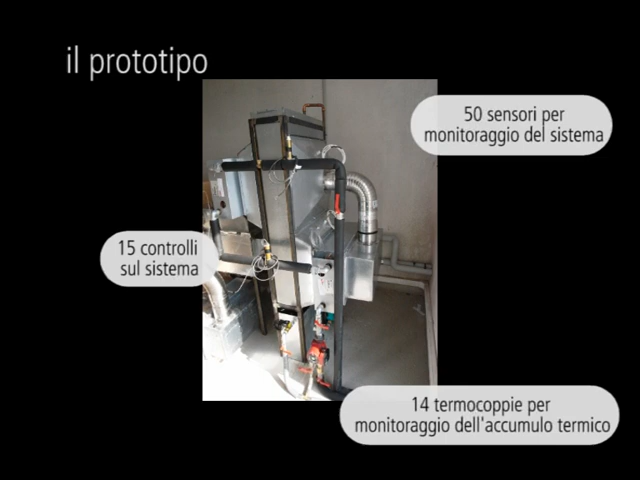 il prototipo
50 sensori per
monitoraggio del sistema
15 controlli
sul sistema
14 termocoppie per
monitoraggio dell'accumulo termico